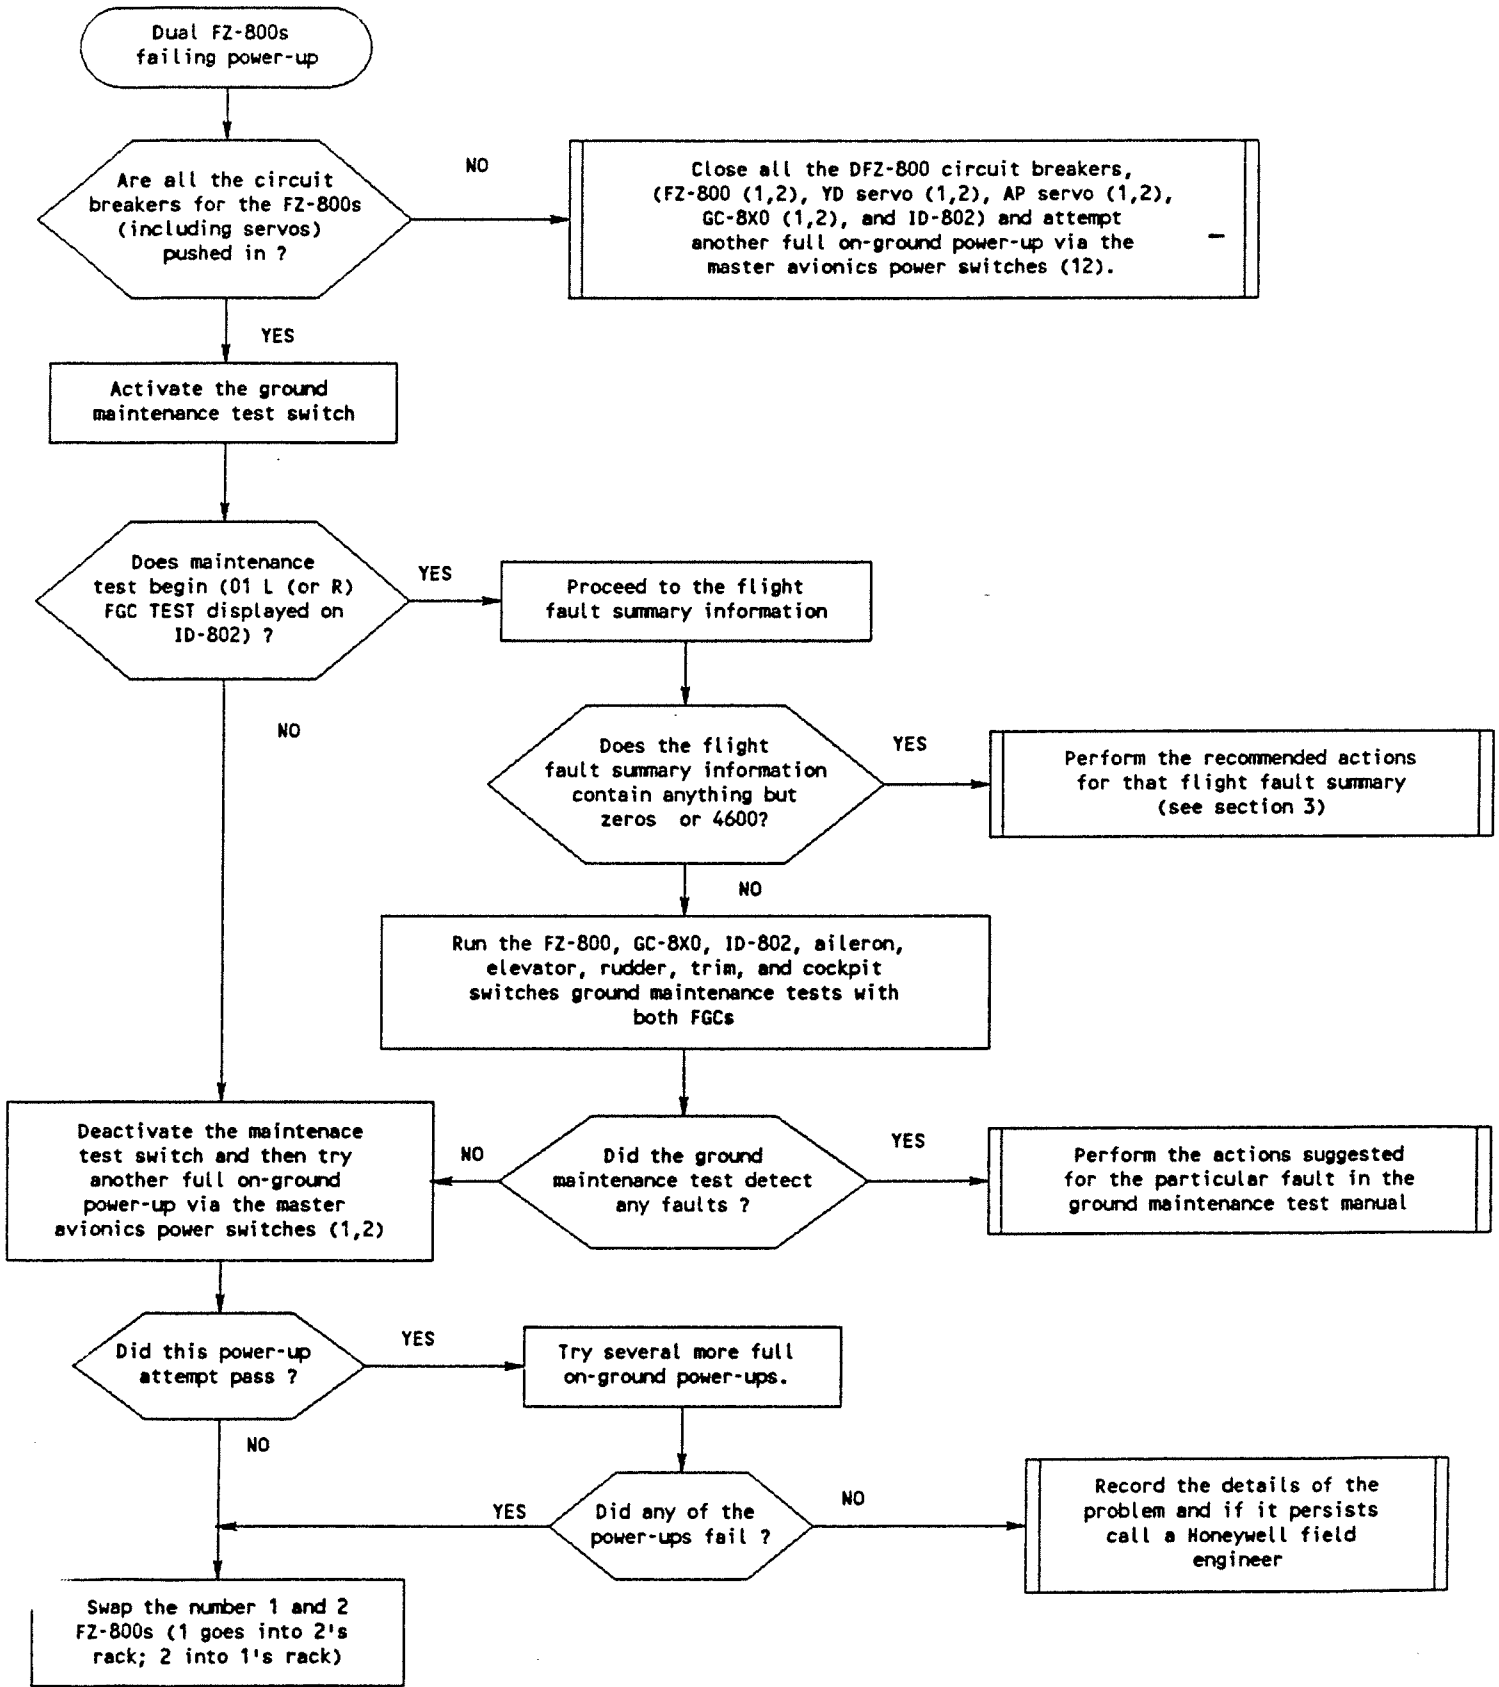 Dual FZ-800s
failing power-up
Are all the circuit
breakers for the FZ-800s
(including servos)
pushed in ?
NO
Close all the DFZ-800 circuit breakers,
(FZ-800 (1,2), YD servo (1,2), AP servo (1,2),
GC-8X0 (1,2), and ID-802) and attempt
another full on-ground power-up via the
master avionics power switches (12).
YES
Activate the ground
maintenance test switch
Does maintenance
test begin (01 L (or R)
FGC TEST displayed on
ID-802) ?
YES
Proceed to the flight
fault summary information
NO
Does the flight
fault summary information
contain anything but
zeros or 4600?
YES
Perform the recommended actions
for that flight fault summary
(see section 3)
NO
Run the FZ-800, GC-8X0, ID-802, aileron,
elevator, rudder, trim, and cockpit
switches ground maintenance tests with
both FGCs
Deactivate the maintenace
test switch and then try
another full on-ground
power-up via the master
avionics power switches (1,2)
NO
Did the ground
maintenance test detect
any faults ?
YES
Perform the actions suggested
for the particular fault in the
ground maintenance test manual
Did this power-up
attempt pass ?
YES
Try several more full
on-ground power-ups.
NO
YES
Did any of the
power-ups fail ?
NO
Record the details of the
problem and if it persists
call a Honeywell field
engineer
Swap the number 1 and 2
FZ-800s (1 goes into 2's
rack; 2 into 1's rack)